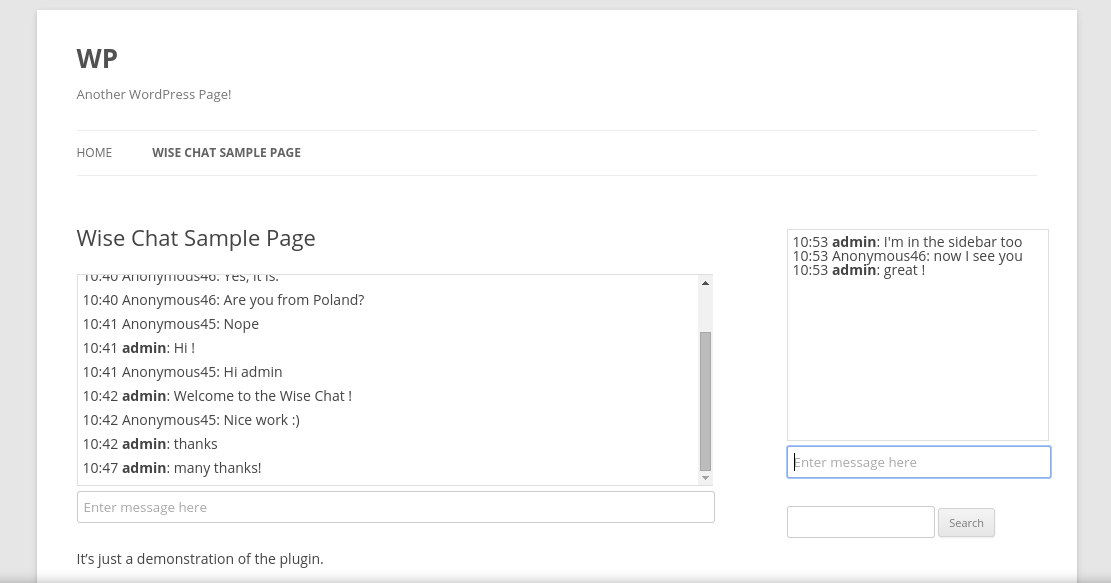 WP
Another WordPress Page!
HOME
WISE CHAT SAMPLE PAGE
Wise Chat Sample Page
10:40 Anonymous46: Yes, it is.
10:40 Anonymous46: Are you from Poland?
10:41 Anonymous45: Nope
10:41 admin: Hi !
10:41 Anonymous45: Hi admin
10:42 admin: Welcome to the Wise Chat !
10:42 Anonymous45: Nice work :)
10:42 admin: thanks
10:47 admin: many thanks!
Enter message here
It's just a demonstration of the plugin.
10:53 admin: I'm in the sidebar too
10:53 Anonymous46: now I see you
10:53 admin: great !
Enter message here
Search